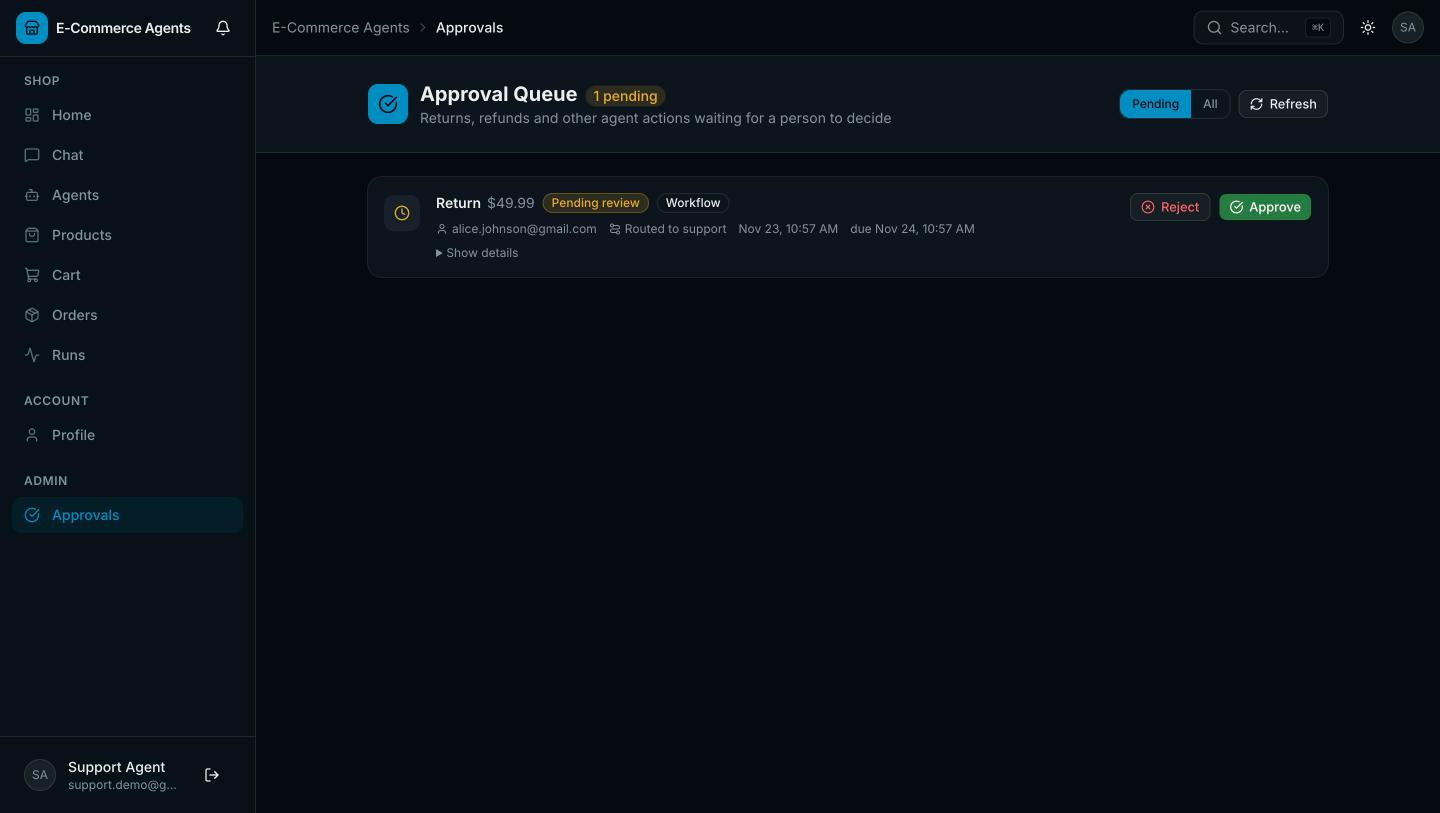 E-Commerce Agents
E-Commerce Agents Approvals
Search... ⌘K
SA
SHOP
Home
Chat
Agents
Products
Cart
Orders
Runs
ACCOUNT
Profile
ADMIN
Approvals
SA
Support Agent
support.demo@g...
Approval Queue 1 pending
Returns, refunds and other agent actions waiting for a person to decide
Pending All Refresh
Return $49.99 Pending review Workflow
alice.johnson@gmail.com Routed to support Nov 23, 10:57 AM due Nov 24, 10:57 AM
Show details
Reject Approve